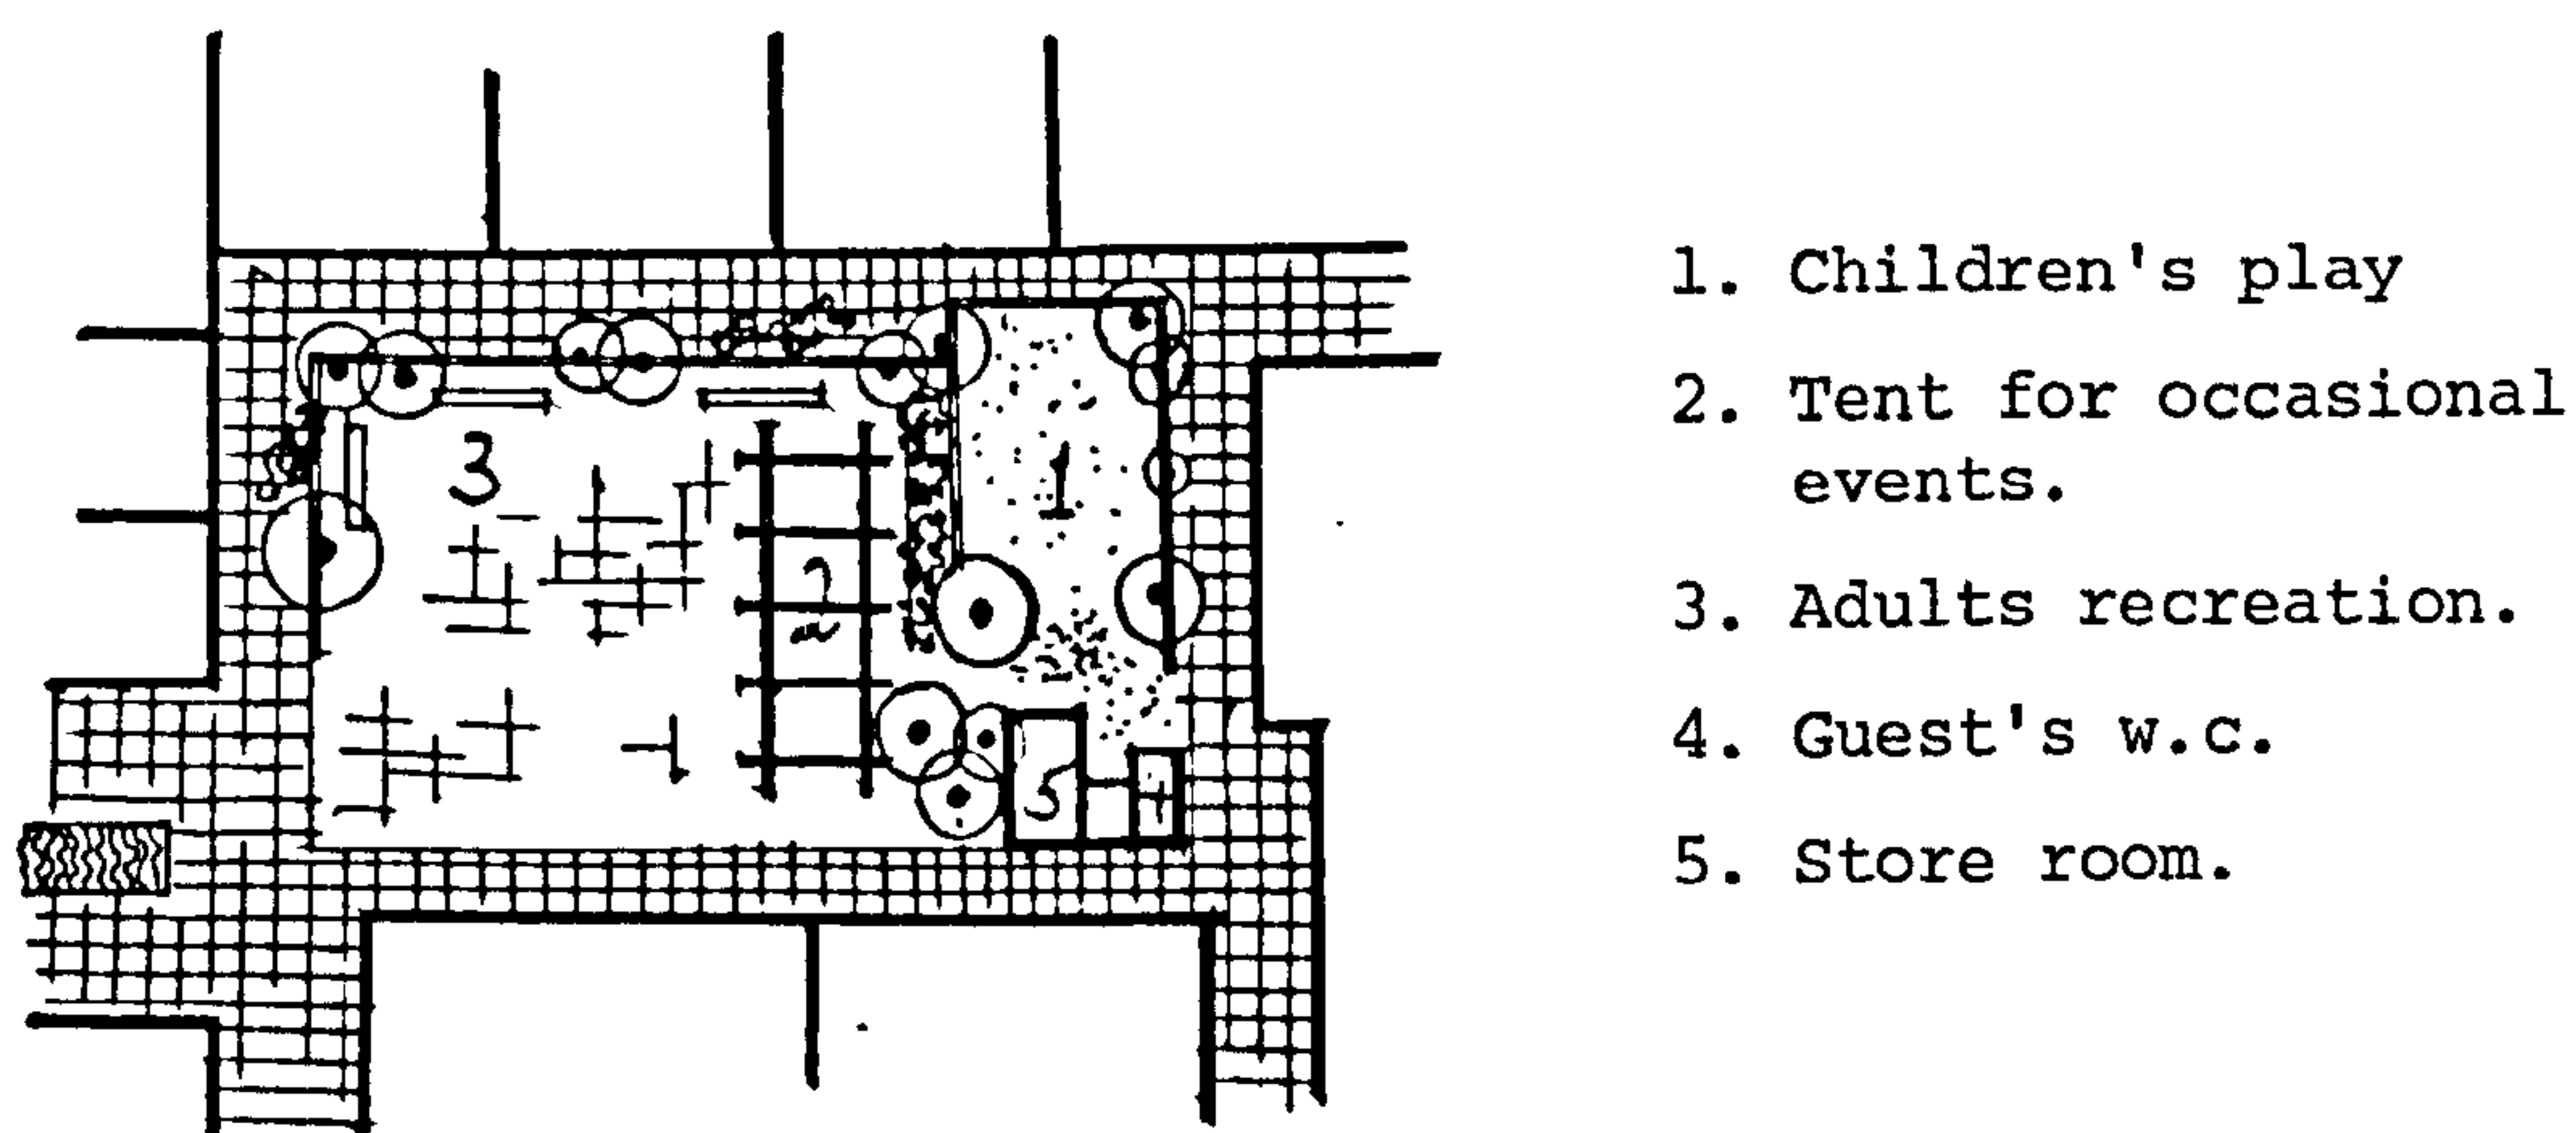 3
1
2
5
4
1. Children's play
2. Tent for occasional
events.
3. Adults recreation.
4. Guest's w.c.
5. Store room.